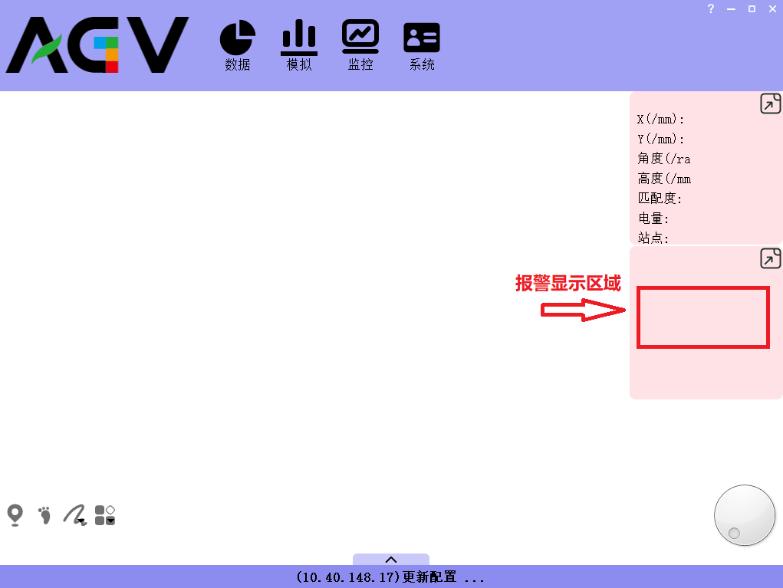 AGV
数据
模拟
监控
系统
X(/mm):
Y(/mm):
角度(/ra
高度(/mm
匹配度:
电量:
站点:
报警显示区域
(10.40.148.17)更新配置 ...